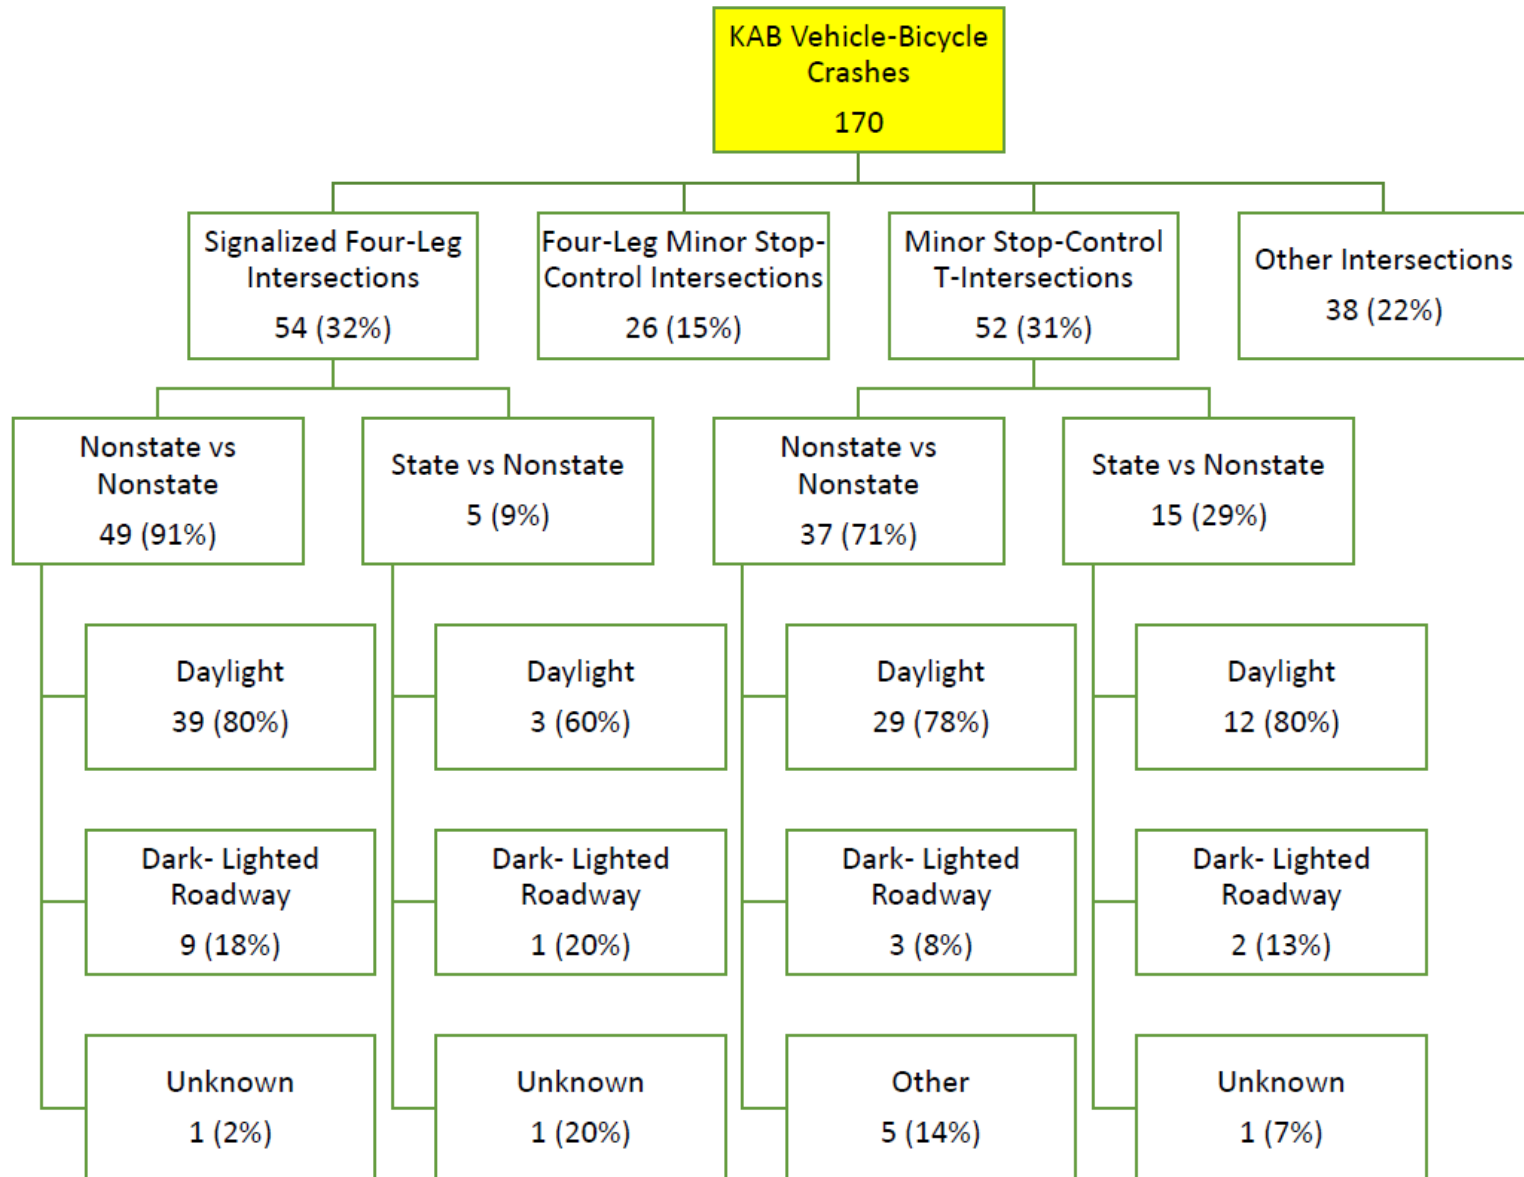 KAB Vehicle-Bicycle
Crashes
170
Signalized Four-Leg
Intersections
54 (32%)
Four-Leg Minor Stop-
Control Intersections
26 (15%)
Minor Stop-Control
T-Intersections
52 (31%)
Other Intersections
38 (22%)
Nonstate vs
Nonstate
49 (91%)
State vs Nonstate
5 (9%)
Nonstate vs
Nonstate
37 (71%)
State vs Nonstate
15 (29%)
Daylight
39 (80%)
Daylight
3 (60%)
Daylight
29 (78%)
Daylight
12 (80%)
Dark- Lighted
Roadway
9 (18%)
Dark- Lighted
Roadway
1 (20%)
Dark- Lighted
Roadway
3 (8%)
Dark- Lighted
Roadway
2 (13%)
Unknown
1 (2%)
Unknown
1 (20%)
Other
5 (14%)
Unknown
1 (7%)